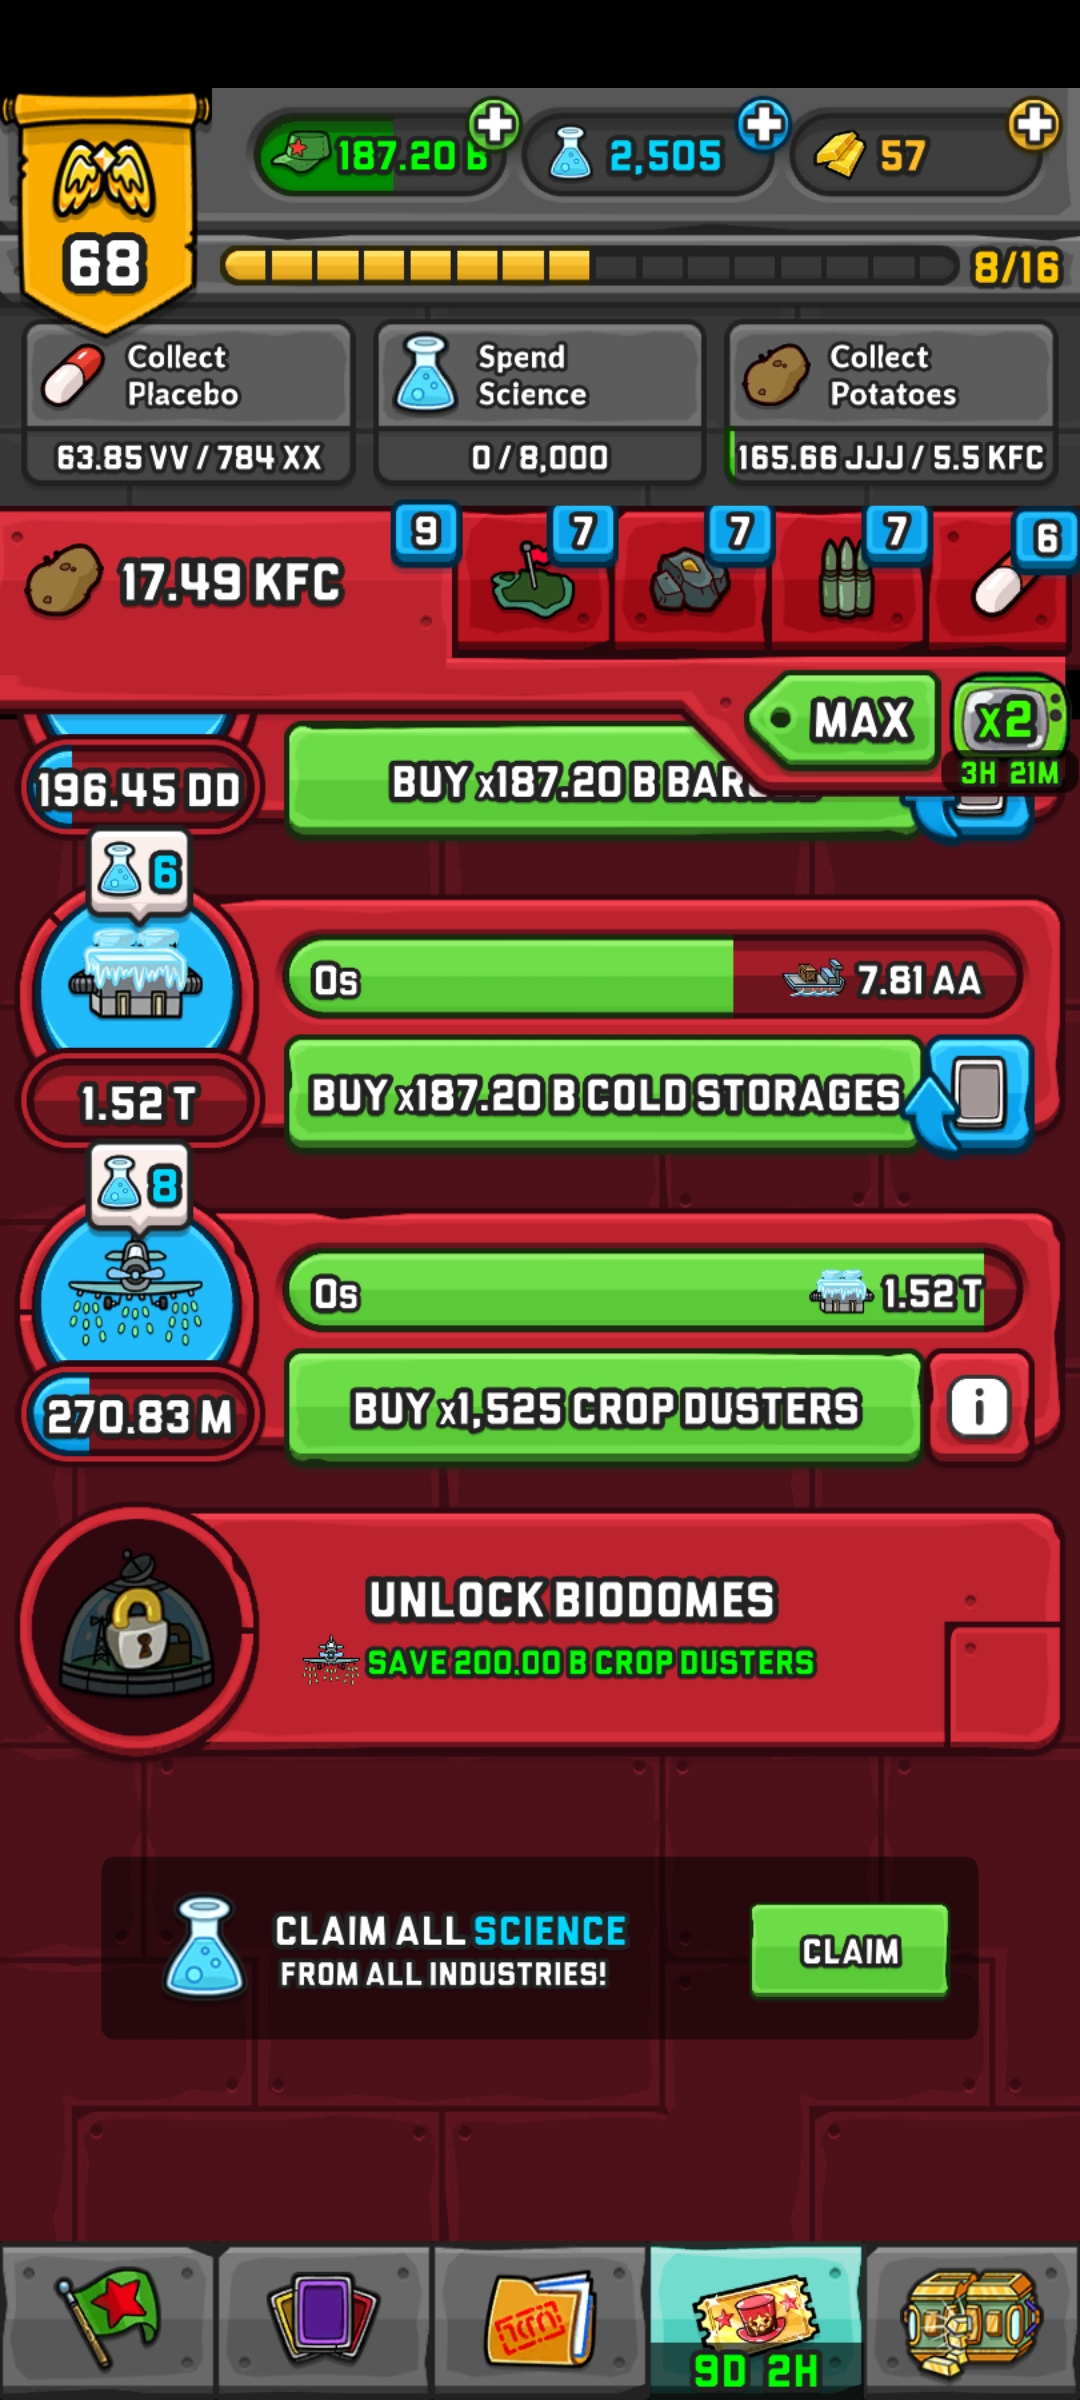 187.20 B
2,505
57
68
8/16
Collect
Placebo
63.85 VV / 784 XX
Spend
Science
0 / 8,000
Collect
Potatoes
165.66 JJJ / 5.5 KFC
17.49 KFC
9
7
7
7
6
MAX
x2
3H 21M
196.45 DD
BUY x187.20 B
6
0s
7.81 AA
1.52 T
BUY x187.20 B COLD STORAGES
8
0s
1.52 T
270.83 M
BUY x1,525 CROP DUSTERS
i
UNLOCK BIODOMES
SAVE 200.00 B CROP DUSTERS
CLAIM ALL SCIENCE
FROM ALL INDUSTRIES!
CLAIM
9D 2H